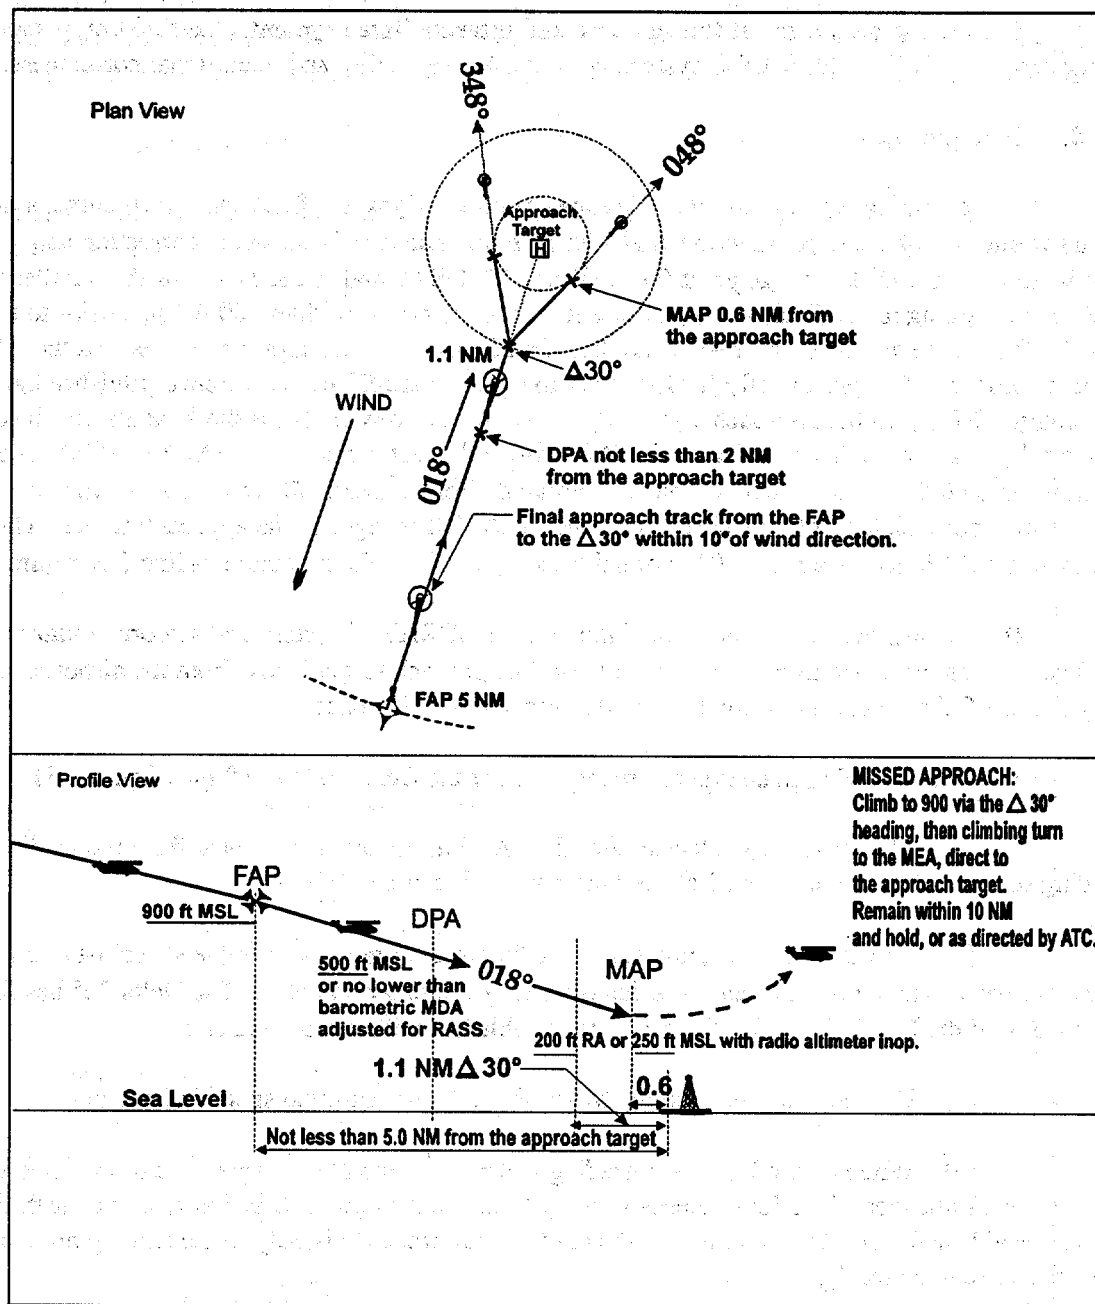 Plan View
348°
048°
Approach
Target
H
MAP 0.6 NM from
the approach target
1.1 NM
Δ30°
WIND
018°
DPA not less than 2 NM
from the approach target
Final approach track from the FAP
to the Δ 30° within 10° of wind direction.
FAP 5 NM
Profile View
MISSED APPROACH:
Climb to 900 via the Δ 30°
heading, then climbing turn
to the MEA, direct to
the approach target.
Remain within 10 NM
and hold, or as directed by ATC.
FAP
900 ft MSL
DPA
500 ft MSL
or no lower than
barometric MDA
adjusted for RASS
018°
MAP
200 ft RA or 250 ft MSL with radio altimeter inop.
1.1 NM Δ 30°
0.6
Sea Level
Not less than 5.0 NM from the approach target